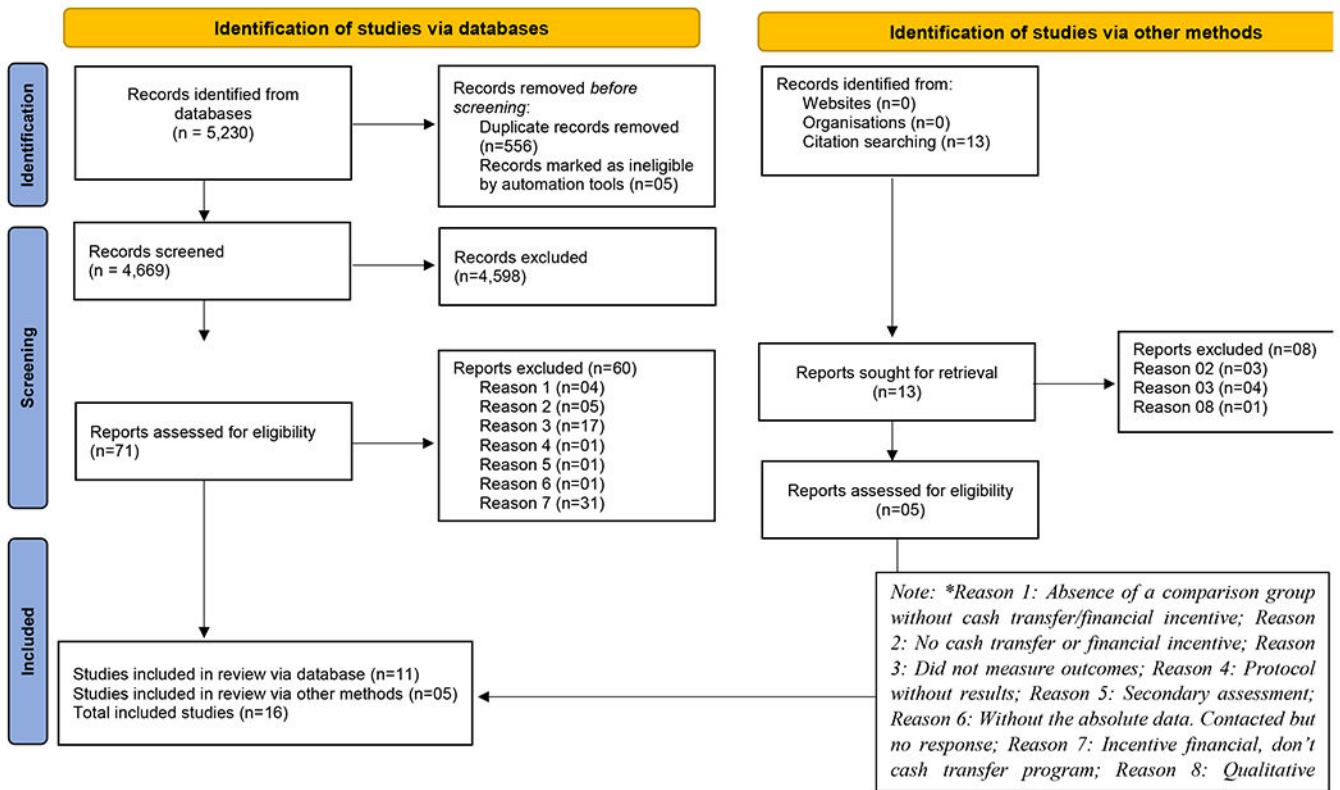 Identification of studies via databases
Identification
Records identified from
databases
(n = 5,230)
Records removed before
screening:
Duplicate records removed
(n=556)
Records marked as ineligible
by automation tools (n=05)
Screening
Records screened
(n = 4,669)
Records excluded
(n=4,598)
Reports assessed for eligibility
(n=71)
Reports excluded (n=60)
Reason 1 (n=04)
Reason 2 (n=05)
Reason 3 (n=17)
Reason 4 (n=01)
Reason 5 (n=01)
Reason 6 (n=01)
Reason 7 (n=31)
Identification of studies via other methods
Records identified from:
Websites (n=0)
Organisations (n=0)
Citation searching (n=13)
Reports sought for retrieval
(n=13)
Reports excluded (n=08)
Reason 02 (n=03)
Reason 03 (n=04)
Reason 08 (n=01)
Reports assessed for eligibility
(n=05)
Included
Studies included in review via database (n=11)
Studies included in review via other methods (n=05)
Total included studies (n=16)
Note: *Reason 1: Absence of a comparison group
without cash transfer/financial incentive; Reason
2: No cash transfer or financial incentive; Reason
3: Did not measure outcomes; Reason 4: Protocol
without results; Reason 5: Secondary assessment;
Reason 6: Without the absolute data. Contacted but
no response; Reason 7: Incentive financial, don't
cash transfer program; Reason 8: Qualitative